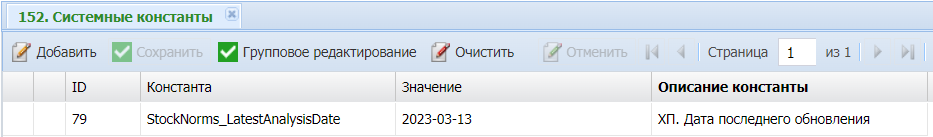 152. Системные константы
Добавить Сохранить Групповое редактирование Очистить Отменить Страница 1 из 1
ID Константа Значение Описание константы
79 StockNorms_LatestAnalysisDate 2023-03-13 ХП. Дата последнего обновления